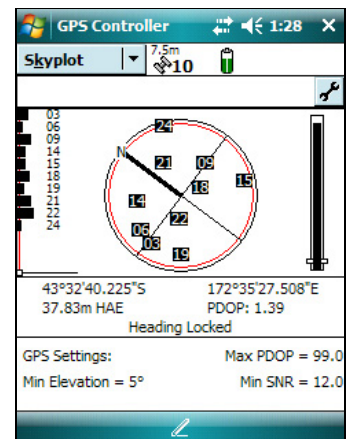 GPS Controller 1:28
Skyplot 7.5m 10
03
06
09
14
15
18
19
21
22
24
24
N
21 09
18 15
14
22
06
03
19
43°32'40.225"S 172°35'27.508"E
37.83m HAE PDOP: 1.39
Heading Locked
GPS Settings: Max PDOP = 99.0
Min Elevation = 5° Min SNR = 12.0